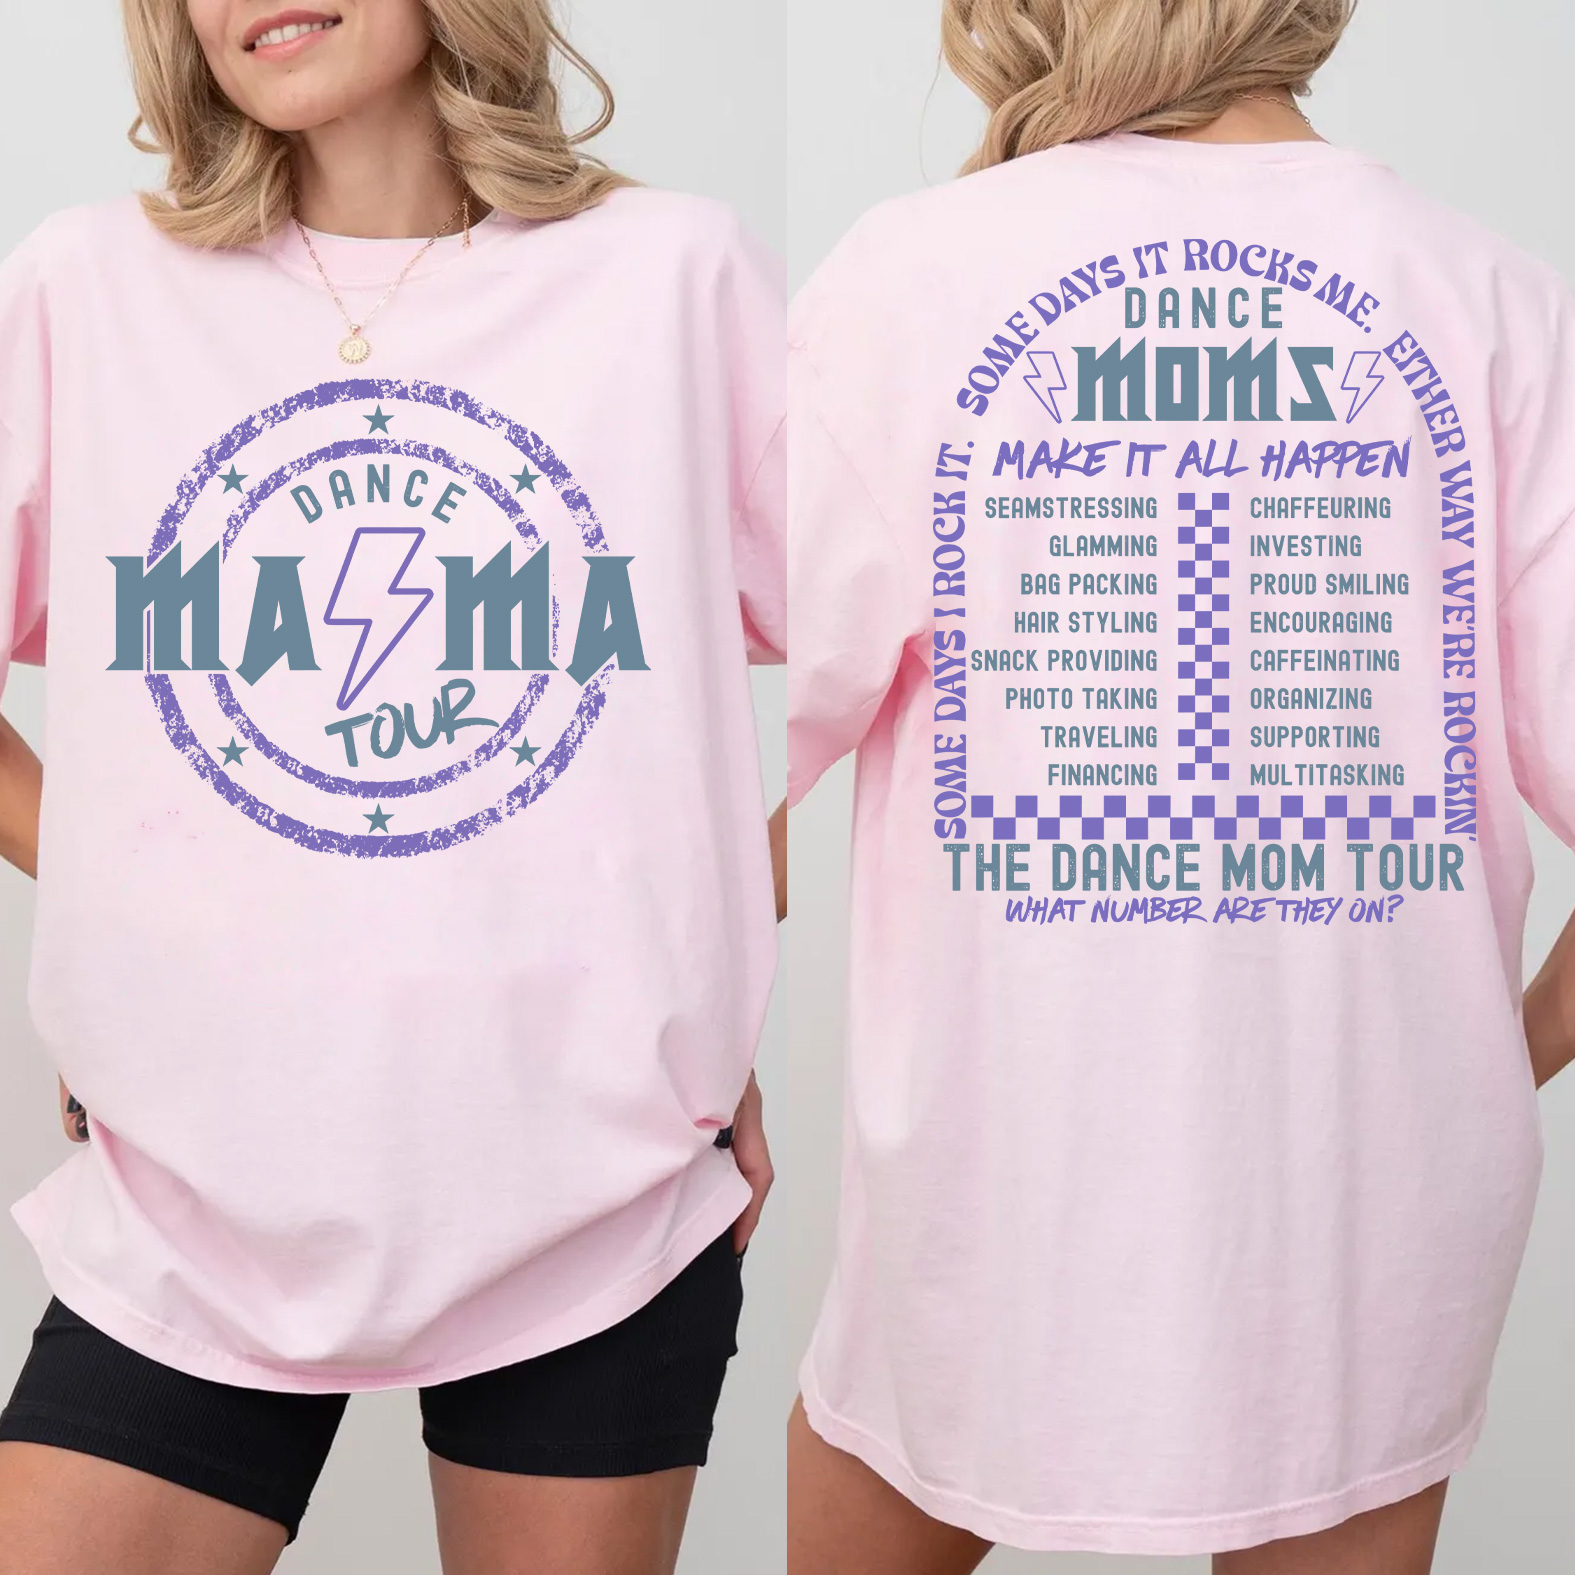 DANCE
MAMA
TOUR
SOME DAYS I ROCK IT. SOME DAYS IT ROCKS ME. EITHER WAY WE'RE ROCKIN'
DANCE
MOMS
MAKE IT ALL HAPPEN
SEAMSTRESSING CHAFFEURING
GLAMMING INVESTING
BAG PACKING PROUD SMILING
HAIR STYLING ENCOURAGING
SNACK PROVIDING CAFFEINATING
PHOTO TAKING ORGANIZING
TRAVELING SUPPORTING
FINANCING MULTITASKING
THE DANCE MOM TOUR
WHAT NUMBER ARE THEY ON?